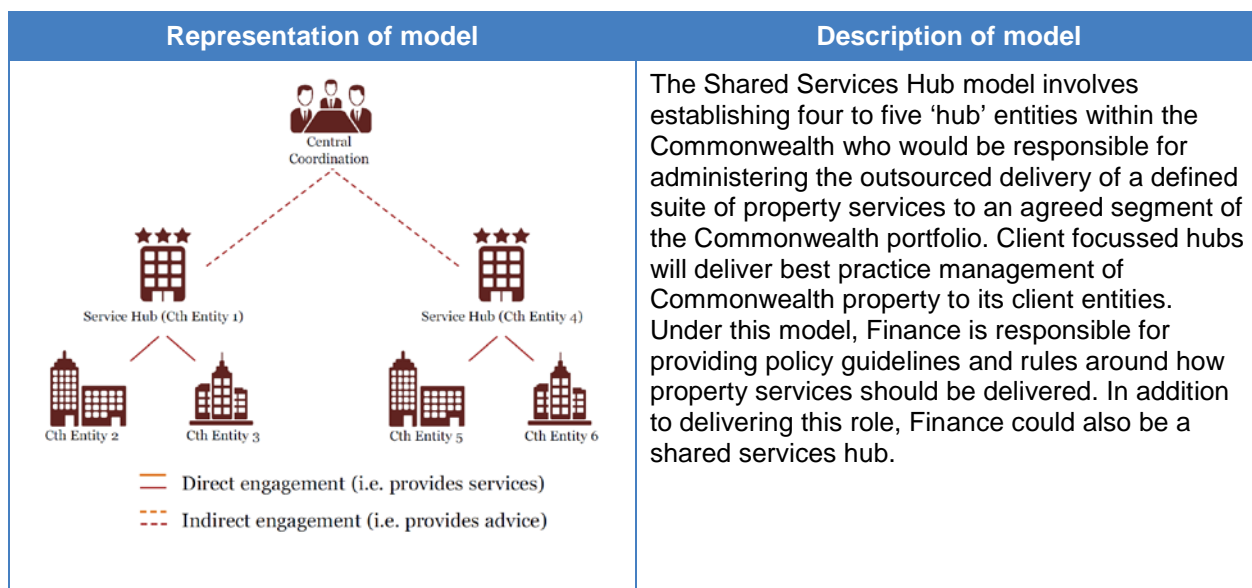 Representation of model
Description of model
Central
Coordination
Service Hub (Cth Entity 1)
Service Hub (Cth Entity 4)
Cth Entity 2
Cth Entity 3
Cth Entity 5
Cth Entity 6
Direct engagement (i.e. provides services)
Indirect engagement (i.e. provides advice)
The Shared Services Hub model involves
establishing four to five ‘hub’ entities within the
Commonwealth who would be responsible for
administering the outsourced delivery of a defined
suite of property services to an agreed segment of
the Commonwealth portfolio. Client focussed hubs
will deliver best practice management of
Commonwealth property to its client entities.
Under this model, Finance is responsible for
providing policy guidelines and rules around how
property services should be delivered. In addition
to delivering this role, Finance could also be a
shared services hub.